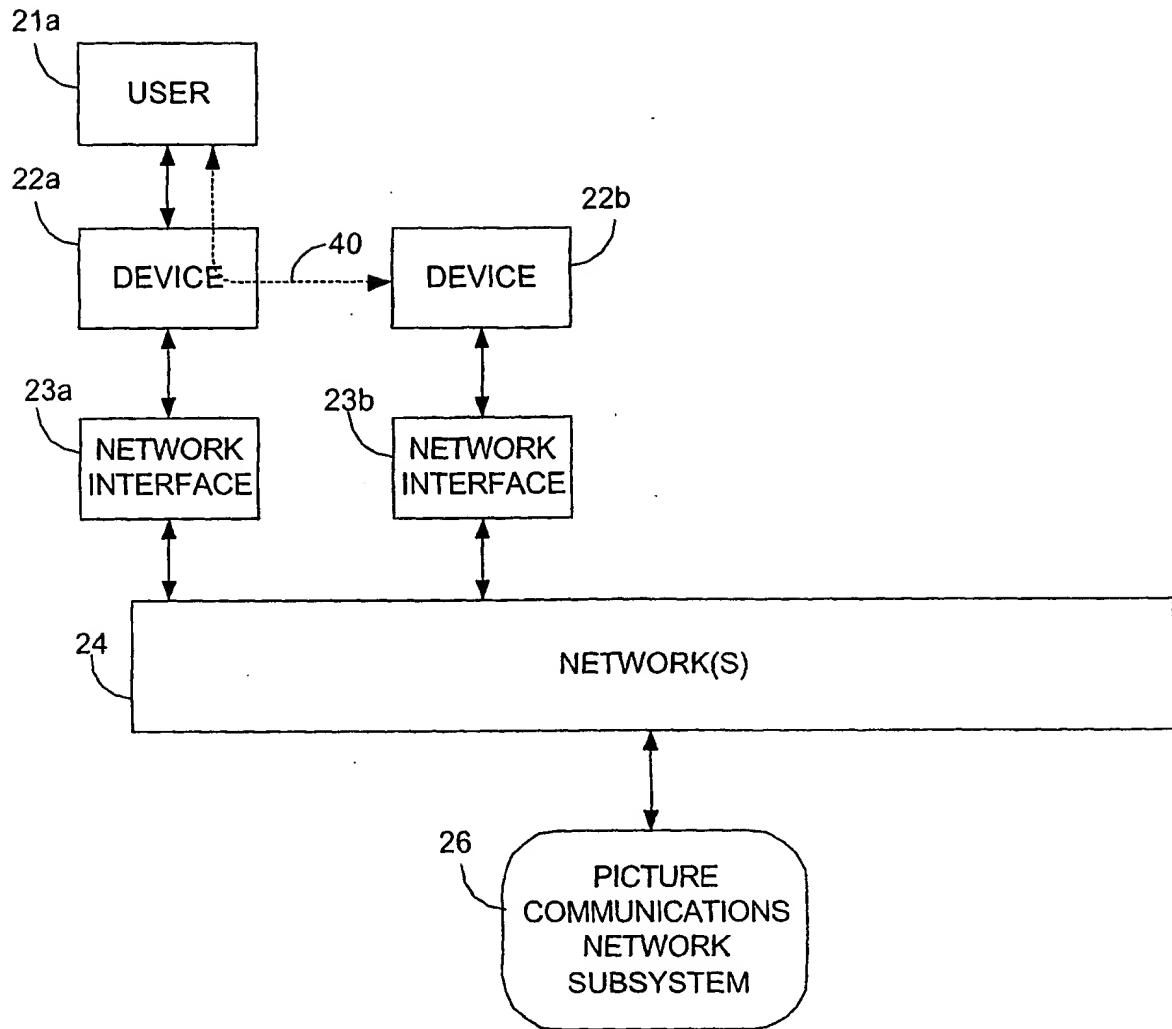 21a
USER
22a
22b
40
DEVICE
DEVICE
23a
23b
NETWORK
INTERFACE
NETWORK
INTERFACE
24
NETWORK(S)
26
PICTURE
COMMUNICATIONS
NETWORK
SUBSYSTEM